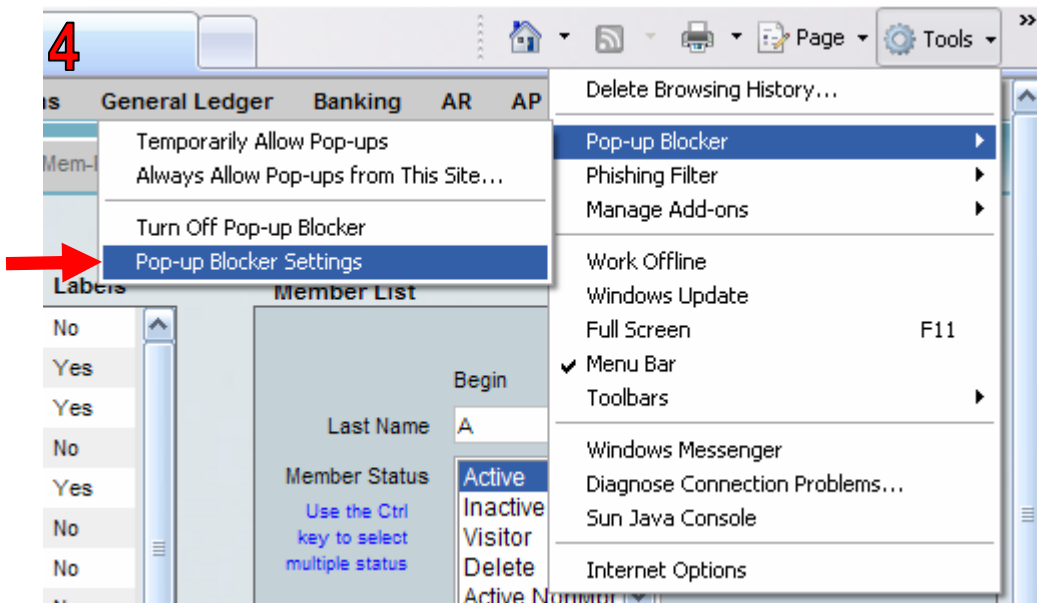 4
Page
Tools
»
General Ledger Banking AR AP
Delete Browsing History...
Pop-up Blocker
Phishing Filter
Manage Add-ons
Work Offline
Windows Update
Full Screen F11
Menu Bar
Toolbars
Windows Messenger
Diagnose Connection Problems...
Sun Java Console
Internet Options
Temporarily Allow Pop-ups
Always Allow Pop-ups from This Site...
Turn Off Pop-up Blocker
Pop-up Blocker Settings
Labels
No
Yes
Yes
No
Yes
No
No
Member List
Begin
Last Name A
Member Status
Use the Ctrl
key to select
multiple status
Active
Inactive
Visitor
Delete
Active